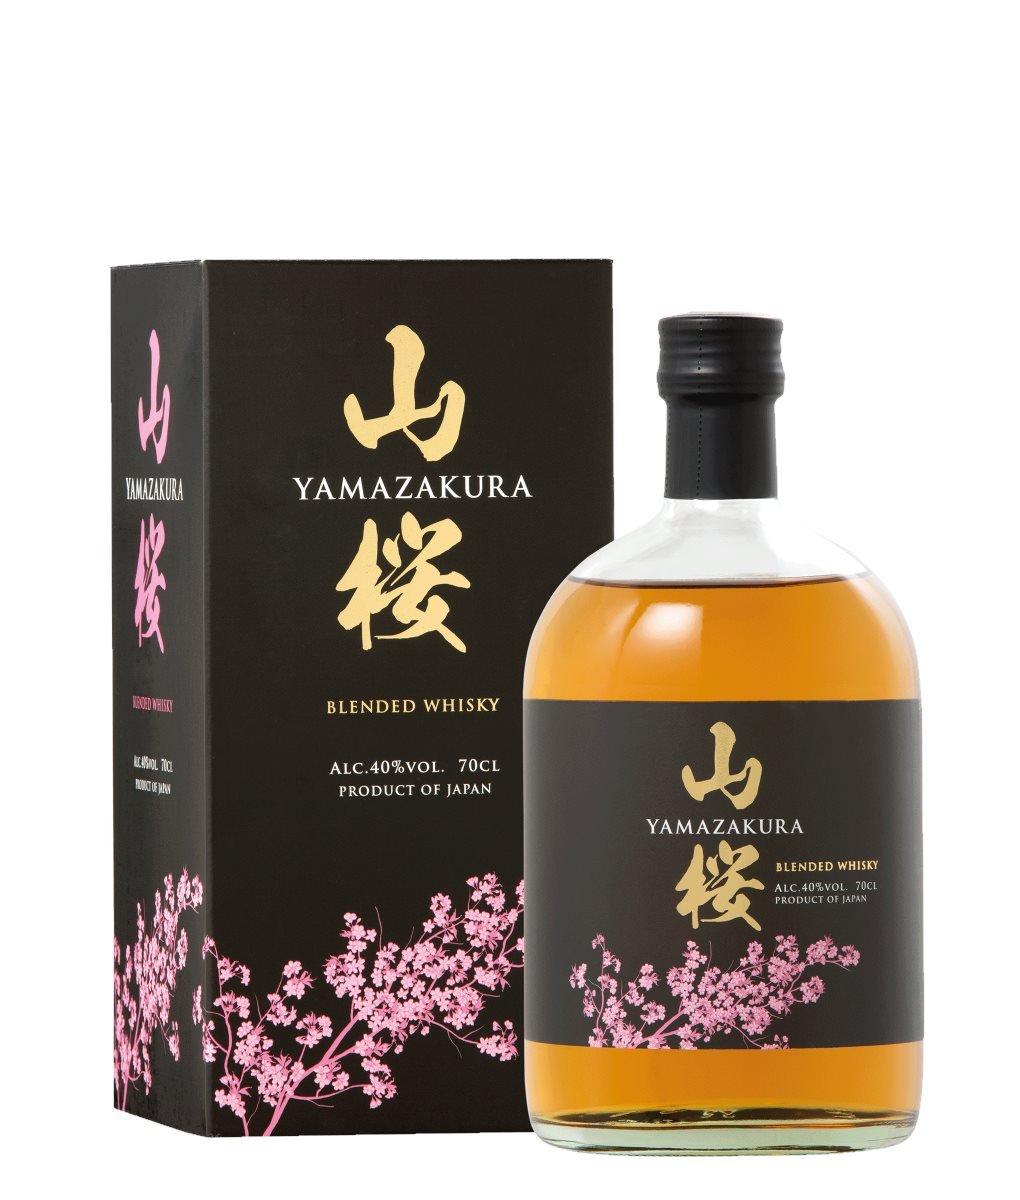 山
YAMAZAKURA
桜
BLENDED WHISKY
ALC.40%VOL. 70CL
PRODUCT OF JAPAN
山
YAMAZAKURA
桜
BLENDED WHISKY
ALC.40%VOL. 70CL
PRODUCT OF JAPAN
山
YAMAZAKURA
桜
BLENDED WHISKY
ALC.40%VOL. 70CL
PRODUCT OF JAPAN